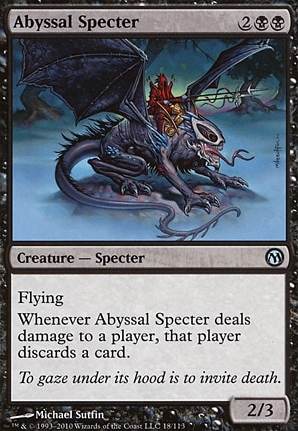 Abyssal Specter 2
Creature — Specter
Flying
Whenever Abyssal Specter deals
damage to a player, that player
discards a card.
To gaze under its hood is to invite death.
Michael Sutfin
™ & © 1993–2010 Wizards of the Coast LLC 18/113
2/3